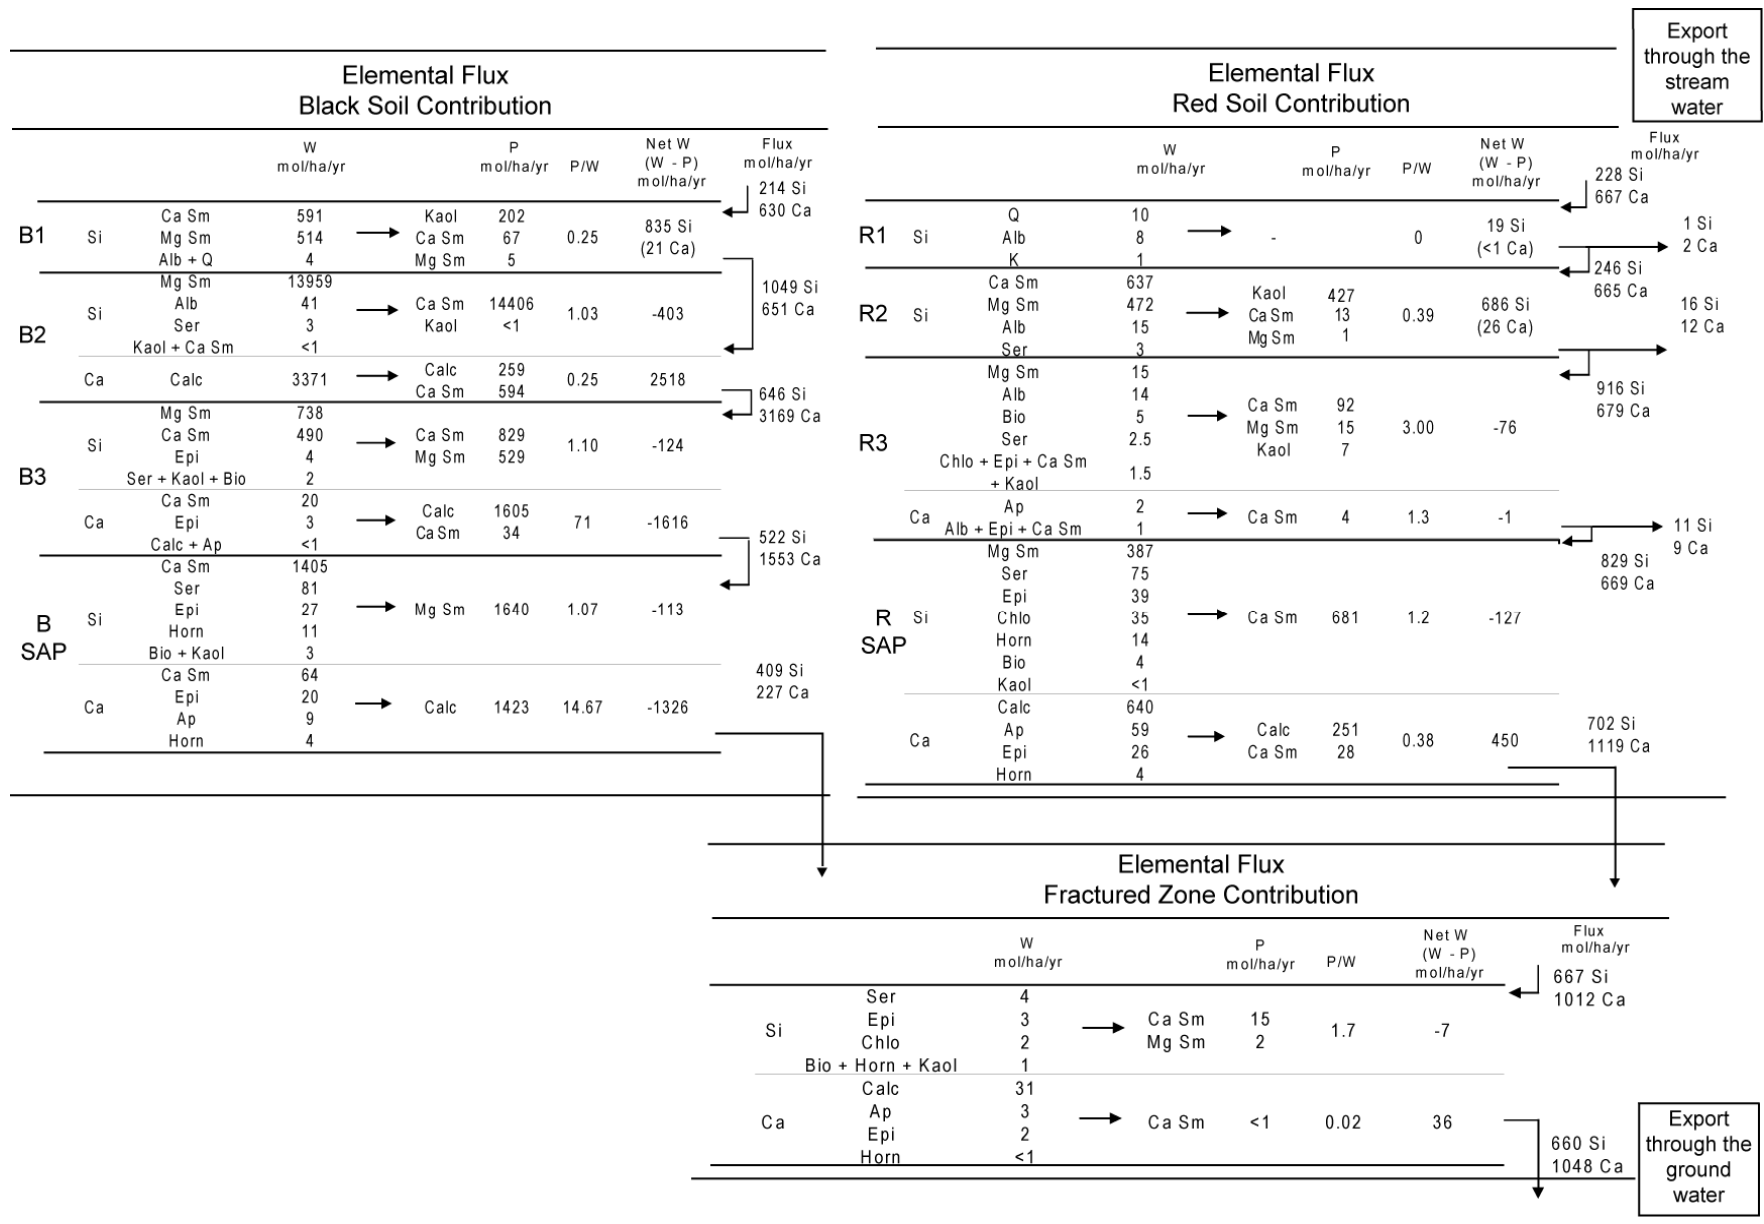 Export
through the
stream
water
Elemental Flux
Black Soil Contribution
W
mol/ha/yr
P
mol/ha/yr
P/W
Net W
(W - P)
mol/ha/yr
Flux
mol/ha/yr
214 Si
630 Ca
B1
Si
Ca Sm 591 Kaol 202
Mg Sm 514 Ca Sm 67 0.25 835 Si
(21 Ca)
Alb + Q 4 Mg Sm 5
1049 Si
651 Ca
B2
Si
Mg Sm 13959
Alb 41 Ca Sm 14406 1.03 -403
Ser 3 Kaol <1
Kaol + Ca Sm <1
Ca Calc 3371 Calc 259 0.25 2518
Ca Sm 594
646 Si
3169 Ca
B3
Si
Mg Sm 738
Ca Sm 490 Ca Sm 829 1.10 -124
Epi 4 Mg Sm 529
Ser + Kaol + Bio 2
Ca
Ca Sm 20 Calc 1605
Epi 3 Ca Sm 34 71 -1616
Calc + Ap <1
522 Si
1553 Ca
B
SAP
Si
Ca Sm 1405
Ser 81
Epi 27 Mg Sm 1640 1.07 -113
Horn 11
Bio + Kaol 3
Ca
Ca Sm 64
Epi 20 Calc 1423 14.67 -1326
Ap 9
Horn 4
409 Si
227 Ca
Elemental Flux
Red Soil Contribution
W
mol/ha/yr
P
mol/ha/yr
P/W
Net W
(W - P)
mol/ha/yr
Flux
mol/ha/yr
228 Si
667 Ca
R1
Si
Q 10
Alb 8 - 0 19 Si
(<1 Ca)
K 1
1 Si
2 Ca
246 Si
665 Ca
R2
Si
Ca Sm 637 Kaol 427
Mg Sm 472 Ca Sm 13 0.39 686 Si
(26 Ca)
Alb 15 Mg Sm 1
Ser 3
16 Si
12 Ca
916 Si
679 Ca
R3
Si
Mg Sm 15
Alb 14 Ca Sm 92
Bio 5 Mg Sm 15 3.00 -76
Ser 2.5 Kaol 7
Chlo + Epi + Ca Sm
+ Kaol 1.5
Ca
Ap 2 Ca Sm 4 1.3 -1
Alb + Epi + Ca Sm 1
11 Si
9 Ca
829 Si
669 Ca
R
SAP
Si
Mg Sm 387
Ser 75
Epi 39
Chlo 35 Ca Sm 681 1.2 -127
Horn 14
Bio 4
Kaol <1
Ca
Calc 640
Ap 59 Calc 251 0.38 450
Epi 26 Ca Sm 28
Horn 4
702 Si
1119 Ca
Elemental Flux
Fractured Zone Contribution
W
mol/ha/yr
P
mol/ha/yr
P/W
Net W
(W - P)
mol/ha/yr
Flux
mol/ha/yr
667 Si
1012 Ca
Si
Ser 4
Epi 3 Ca Sm 15 1.7 -7
Chlo 2 Mg Sm 2
Bio + Horn + Kaol 1
Ca
Calc 31
Ap 3 Ca Sm <1 0.02 36
Epi 2
Horn <1
660 Si
1048 Ca
Export
through the
ground
water